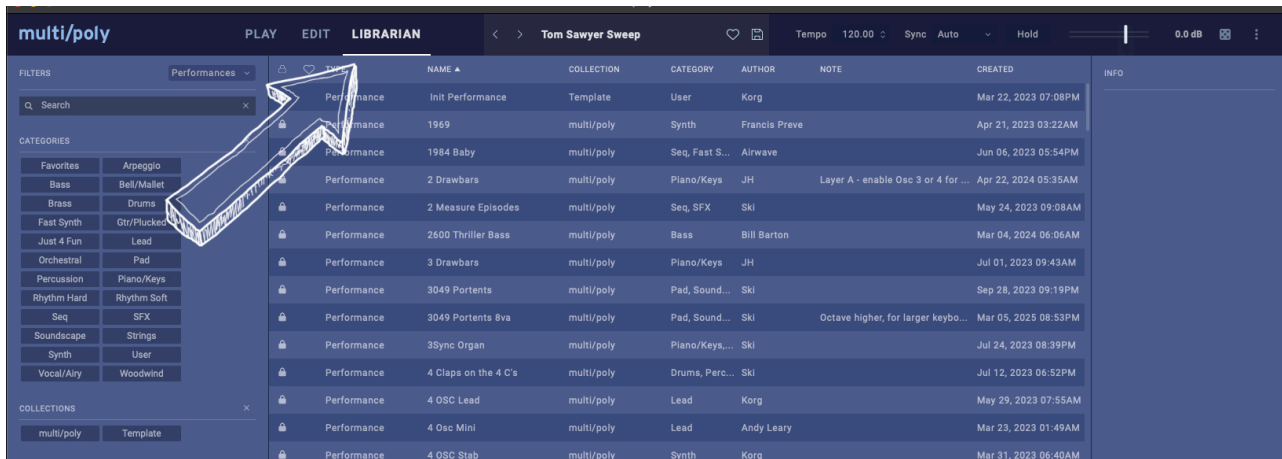 multi/poly PLAY EDIT LIBRARIAN < > Tom Sawyer Sweep Tempo 120.00 Sync Auto Hold 0.0 dB
FILTERS Performances
Search ×
CATEGORIES
Favorites Arpeggio
Bass Bell/Mallet
Brass Drums
Fast Synth Gtr/Plucked
Just 4 Fun Lead
Orchestral Pad
Percussion Piano/Keys
Rhythm Hard Rhythm Soft
Seq SFX
Soundscape Strings
Synth User
Vocal/Airy Woodwind
COLLECTIONS ×
multi/poly Template
TYPE NAME COLLECTION CATEGORY AUTHOR NOTE CREATED
Performance Init Performance Template User Korg Mar 22, 2023 07:08PM
Performance 1969 multi/poly Synth Francis Preve Apr 21, 2023 03:22AM
Performance 1984 Baby multi/poly Seq, Fast S... Airwave Jun 06, 2023 05:54PM
Performance 2 Drawbars multi/poly Piano/Keys JH Layer A - enable Osc 3 or 4 for ... Apr 22, 2024 05:35AM
Performance 2 Measure Episodes multi/poly Seq, SFX Ski May 24, 2023 09:08AM
Performance 2600 Thriller Bass multi/poly Bass Bill Barton Mar 04, 2024 06:06AM
Performance 3 Drawbars multi/poly Piano/Keys JH Jul 01, 2023 09:43AM
Performance 3049 Portents multi/poly Pad, Sound... Ski Sep 28, 2023 09:19PM
Performance 3049 Portents 8va multi/poly Pad, Sound... Ski Octave higher, for larger keybo... Mar 05, 2025 08:53PM
Performance 3Sync Organ multi/poly Piano/Keys,... Ski Jul 24, 2023 08:39PM
Performance 4 Claps on the 4 C's multi/poly Drums, Perc... Ski Jul 12, 2023 06:52PM
Performance 4 OSC Lead multi/poly Lead Korg May 29, 2023 07:55AM
Performance 4 Osc Mini multi/poly Lead Andy Leary Mar 23, 2023 01:49AM
Performance 4 OSC Stab multi/poly Synth Korg Mar 31, 2023 06:40AM
INFO